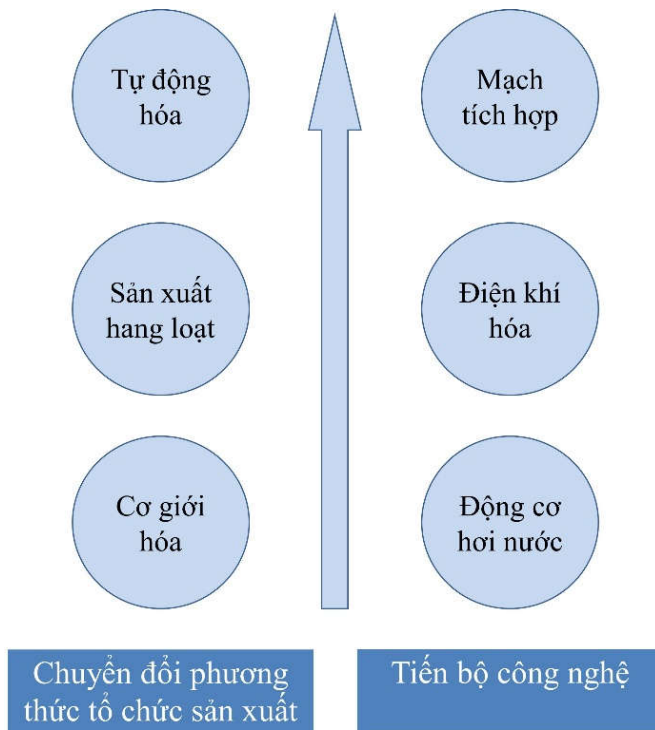 Tự động
hóa
Mạch
tích hợp
Sản xuất
hang loạt
Điện khí
hóa
Cơ giới
hóa
Động cơ
hơi nước
Chuyển đổi phương
thức tổ chức sản xuất
Tiến bộ công nghệ